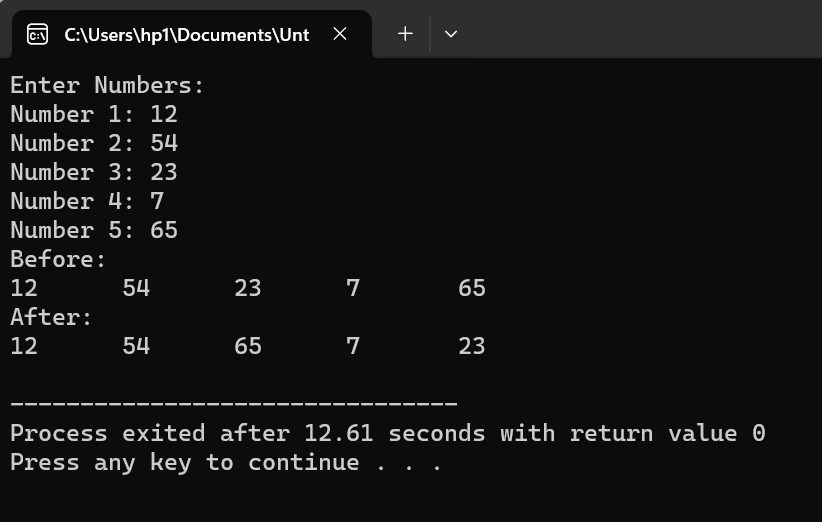 C:\Users\hp1\Documents\Unt
Enter Numbers:
Number 1: 12
Number 2: 54
Number 3: 23
Number 4: 7
Number 5: 65
Before:
12      54      23      7       65
After:
12      54      65      7       23
--------------------------------
Process exited after 12.61 seconds with return value 0
Press any key to continue . . .